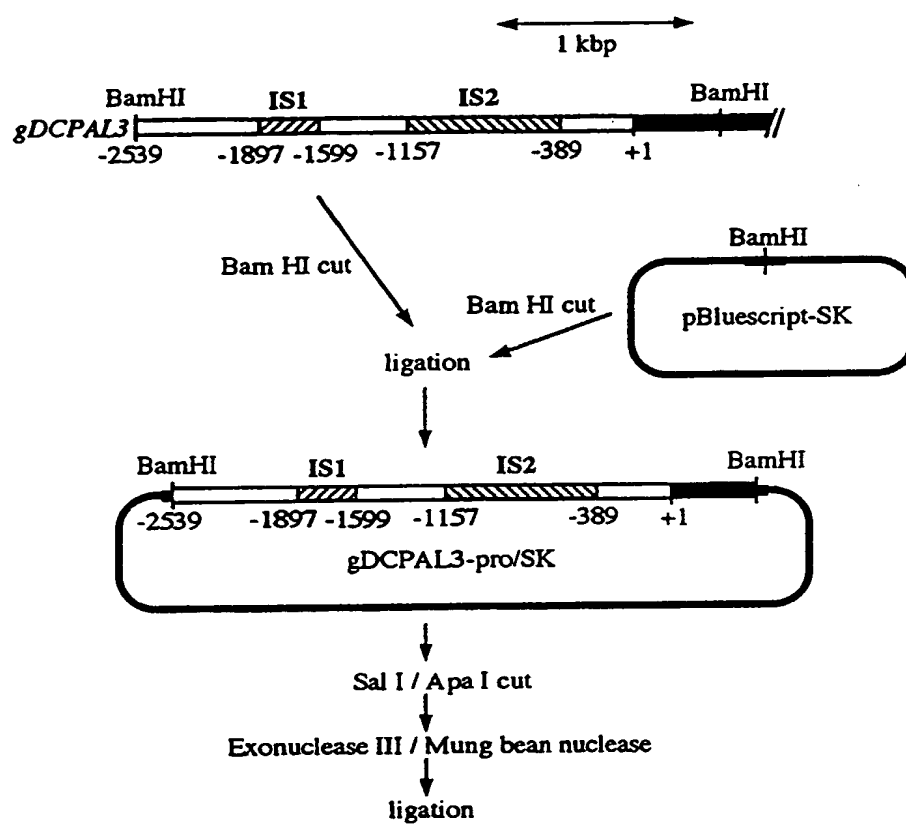 1 kbp
BamHI IS1 IS2 BamHI
gDCPAL3
-2539 -1897 -1599 -1157 -389 +1
BamHI
Bam HI cut
Bam HI cut
pBluescript-SK
ligation
BamHI IS1 IS2 BamHI
-2539 -1897 -1599 -1157 -389 +1
gDCPAL3-pro/SK
Sal I / Apa I cut
Exonuclease III / Mung bean nuclease
ligation